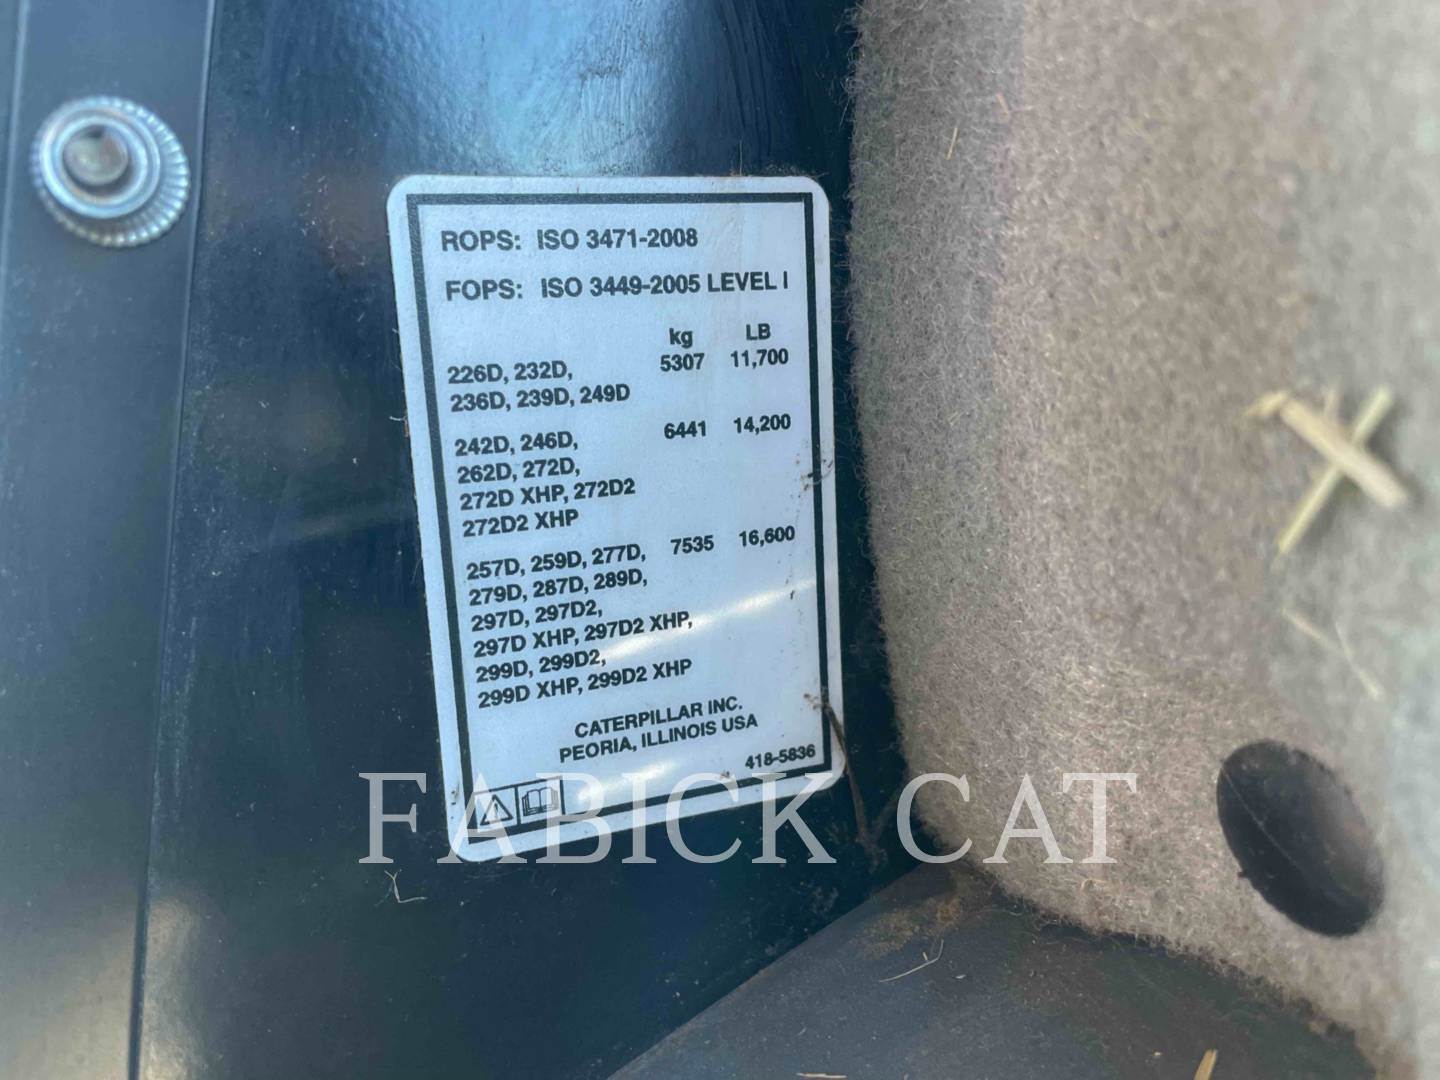 ROPS: ISO 3471-2008
FOPS: ISO 3449-2005 LEVEL I
kg LB
226D, 232D, 5307 11,700
236D, 239D, 249D
242D, 246D, 6441 14,200
262D, 272D,
272D XHP, 272D2
272D2 XHP
257D, 259D, 277D, 7535 16,600
279D, 287D, 289D,
297D, 297D2,
297D XHP, 297D2 XHP,
299D, 299D2,
299D XHP, 299D2 XHP
CATERPILLAR INC.
PEORIA, ILLINOIS USA
418-5836
FABICK CAT